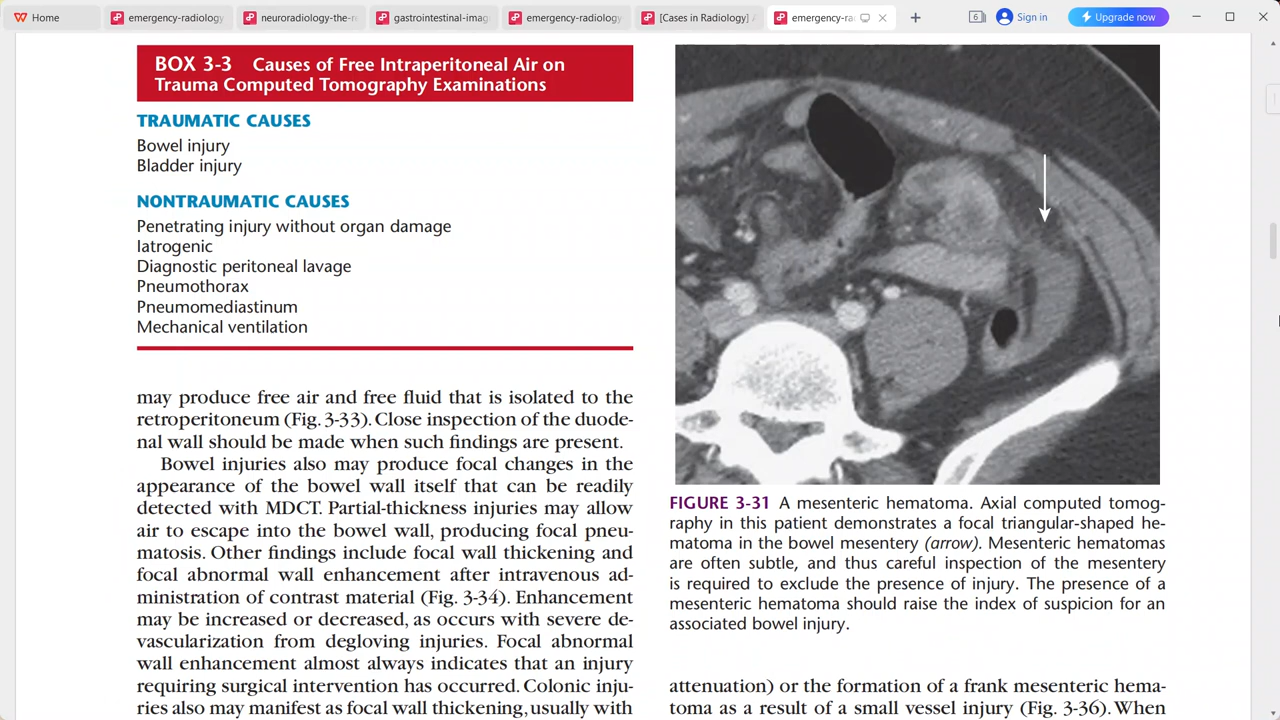 Home
emergency-radiology
neuroradiology-the-r
gastrointestinal-imag
emergency-radiology
[Cases in Radiology]
emergency-ra
6
Sign in
Upgrade now
BOX 3-3 Causes of Free Intraperitoneal Air on
Trauma Computed Tomography Examinations
TRAUMATIC CAUSES
Bowel injury
Bladder injury
NONTRAUMATIC CAUSES
Penetrating injury without organ damage
Iatrogenic
Diagnostic peritoneal lavage
Pneumothorax
Pneumomediastinum
Mechanical ventilation
may produce free air and free fluid that is isolated to the
retroperitoneum (Fig. 3-33). Close inspection of the duode-
nal wall should be made when such findings are present.
Bowel injuries also may produce focal changes in the
appearance of the bowel wall itself that can be readily
detected with MDCT. Partial-thickness injuries may allow
air to escape into the bowel wall, producing focal pneu-
matosis. Other findings include focal wall thickening and
focal abnormal wall enhancement after intravenous ad-
ministration of contrast material (Fig. 3-34). Enhancement
may be increased or decreased, as occurs with severe de-
vascularization from degloving injuries. Focal abnormal
wall enhancement almost always indicates that an injury
requiring surgical intervention has occurred. Colonic inju-
ries also may manifest as focal wall thickening, usually with
FIGURE 3-31 A mesenteric hematoma. Axial computed tomog-
raphy in this patient demonstrates a focal triangular-shaped he-
matoma in the bowel mesentery (arrow). Mesenteric hematomas
are often subtle, and thus careful inspection of the mesentery
is required to exclude the presence of injury. The presence of a
mesenteric hematoma should raise the index of suspicion for an
associated bowel injury.
attenuation) or the formation of a frank mesenteric hema-
toma as a result of a small vessel injury (Fig. 3-36). When